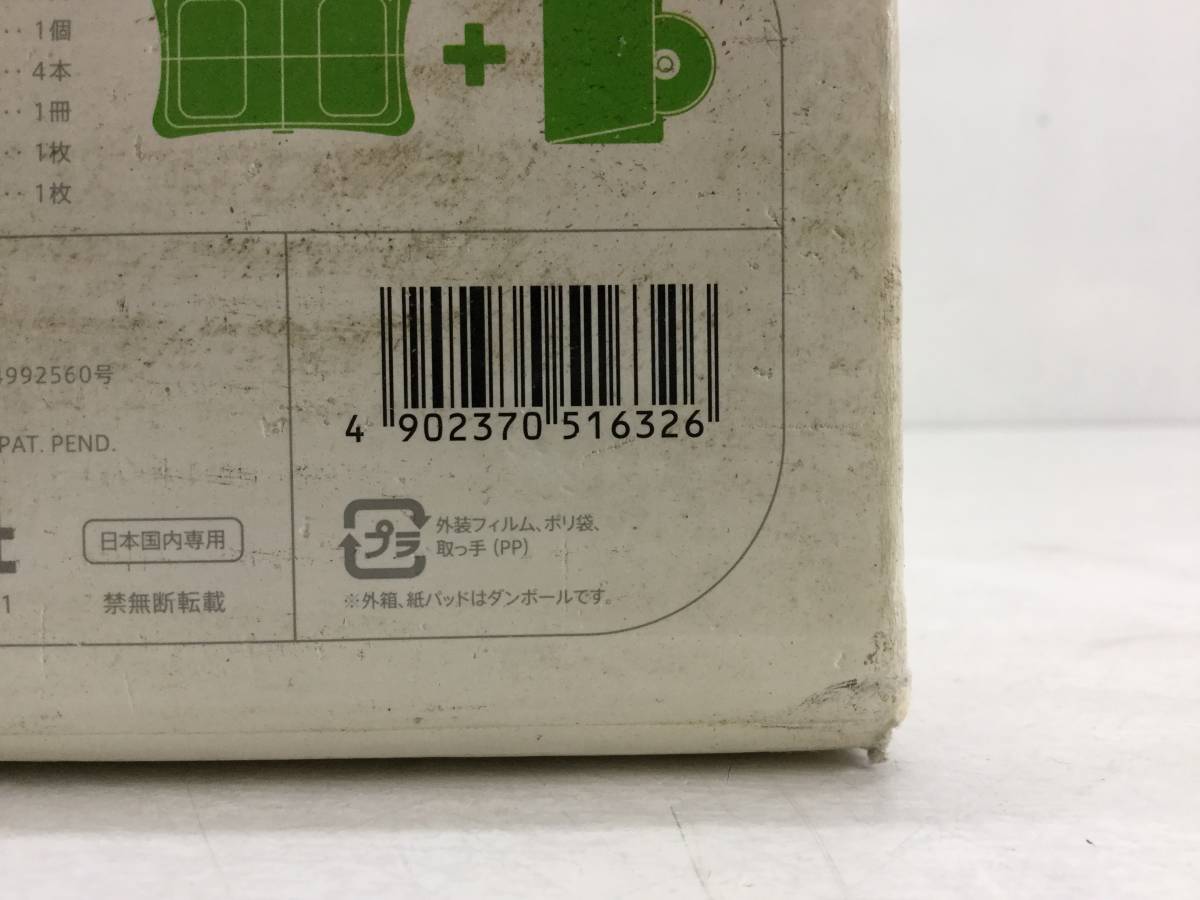 ‥ 1個
‥ 4本
‥ 1冊
‥ 1枚
‥ 1枚
4992560号
PAT. PEND.
日本国内専用
1
禁無断転載
4 902370 516326
プラ
外装フィルム、ポリ袋、
取っ手 (PP)
※外箱、紙パッドはダンボールです。